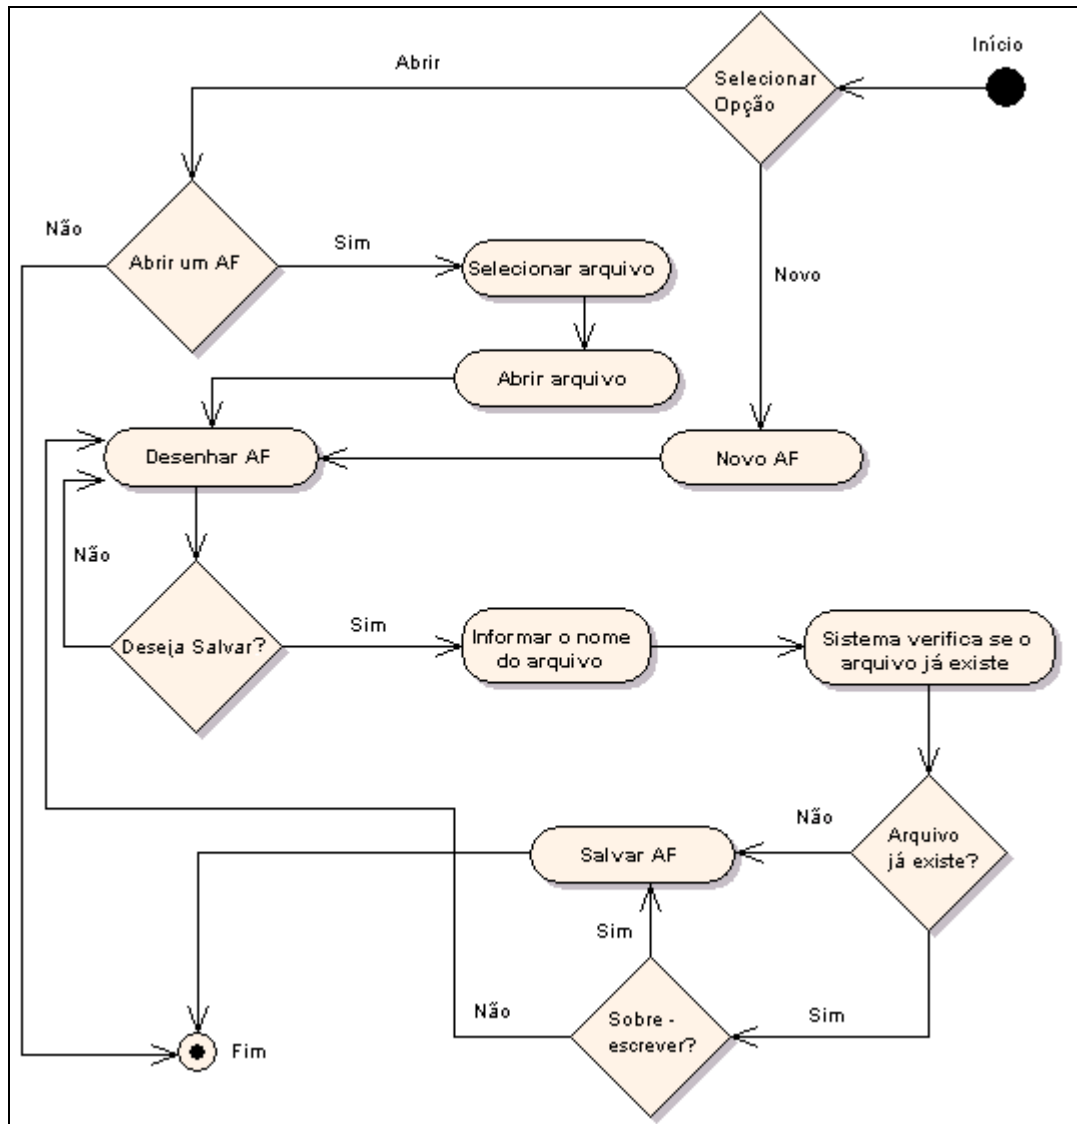 Início
Abrir
Selecionar
Opção
Não
Sim
Abrir um AF
Selecionar arquivo
Novo
Abrir arquivo
Desenhar AF
Novo AF
Não
Sim
Deseja Salvar?
Informar o nome
do arquivo
Sistema verifica se o
arquivo já existe
Não
Arquivo
já existe?
Salvar AF
Sim
Não
Sobre -
escrever?
Sim
Fim